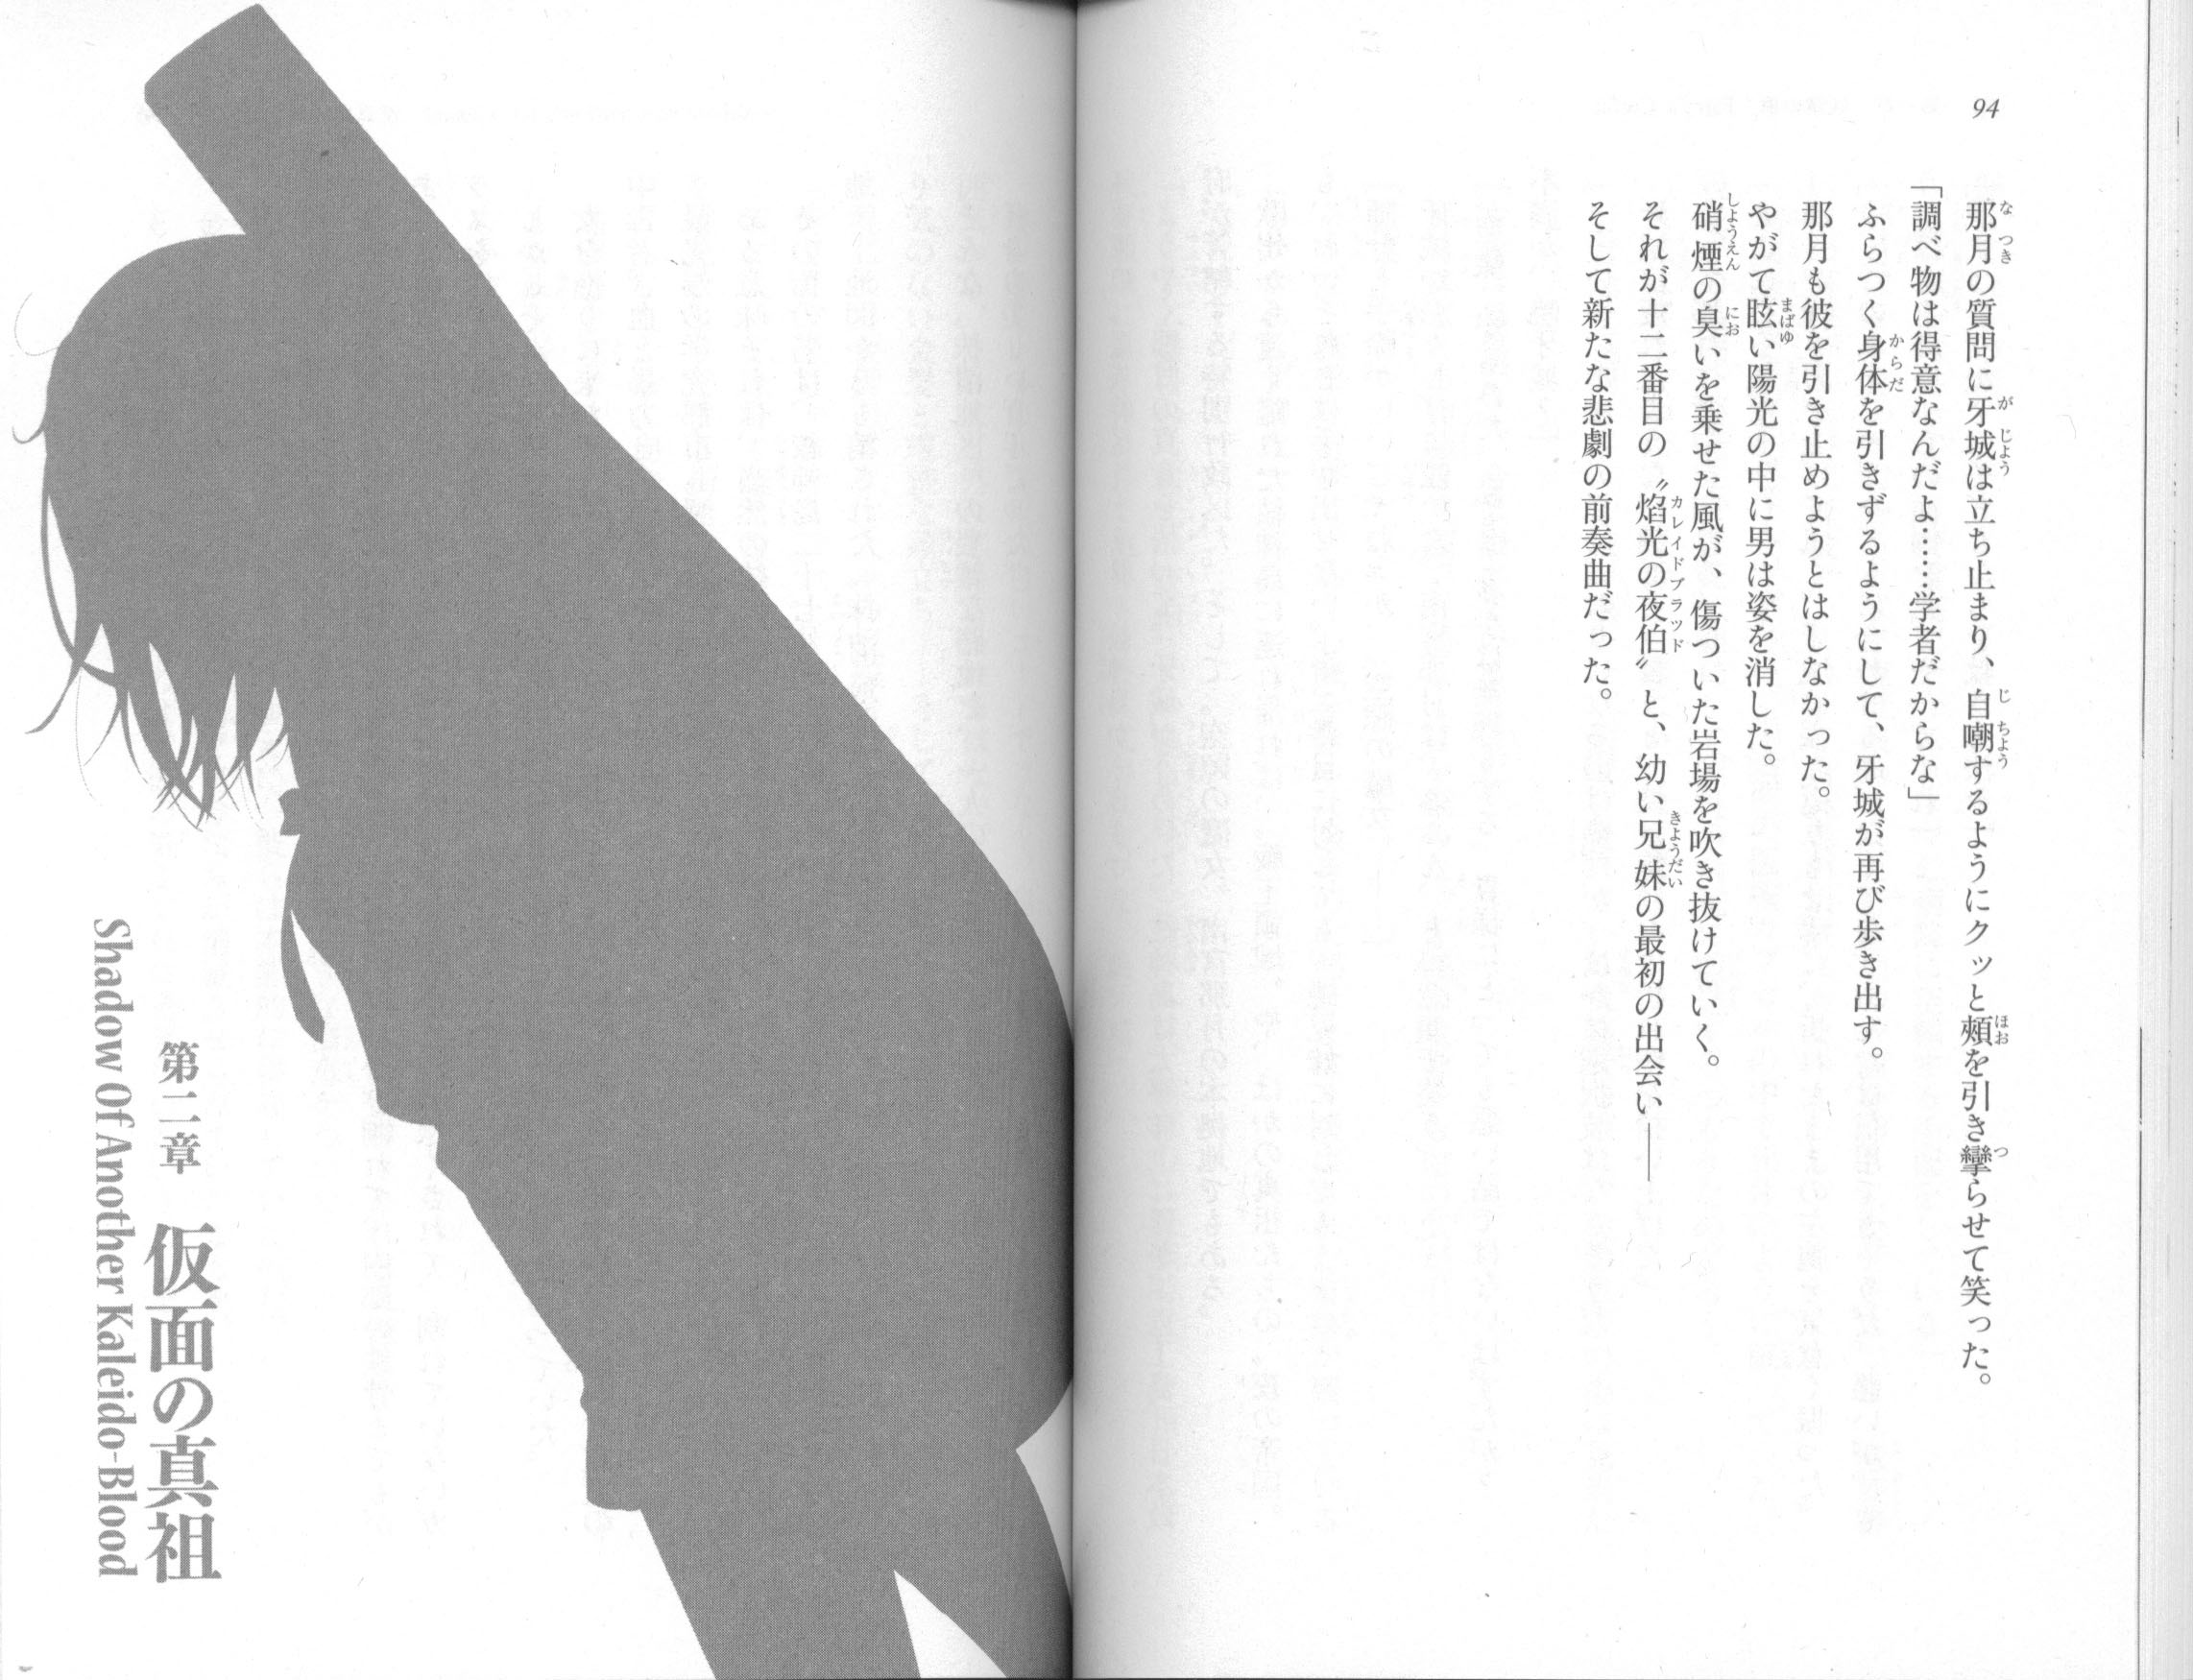 94
那月の質問に牙城は立ち止まり、自嘲するようにクッと頬を引き攣らせて笑った。
「調べ物は得意なんだよ……学者だからな」
ふらつく身体を引きずるようにして、牙城が再び歩き出す。
那月も彼を引き止めようとはしなかった。
やがて眩い陽光の中に男は姿を消した。
硝煙の臭いを乗せた風が、傷ついた岩場を吹き抜けていく。
それが十二番目の〝焰光の夜伯〟と、幼い兄妹の最初の出会い――
そして新たな悲劇の前奏曲だった。
第二章 仮面の真祖
Shadow Of Another Kaleido-Blood